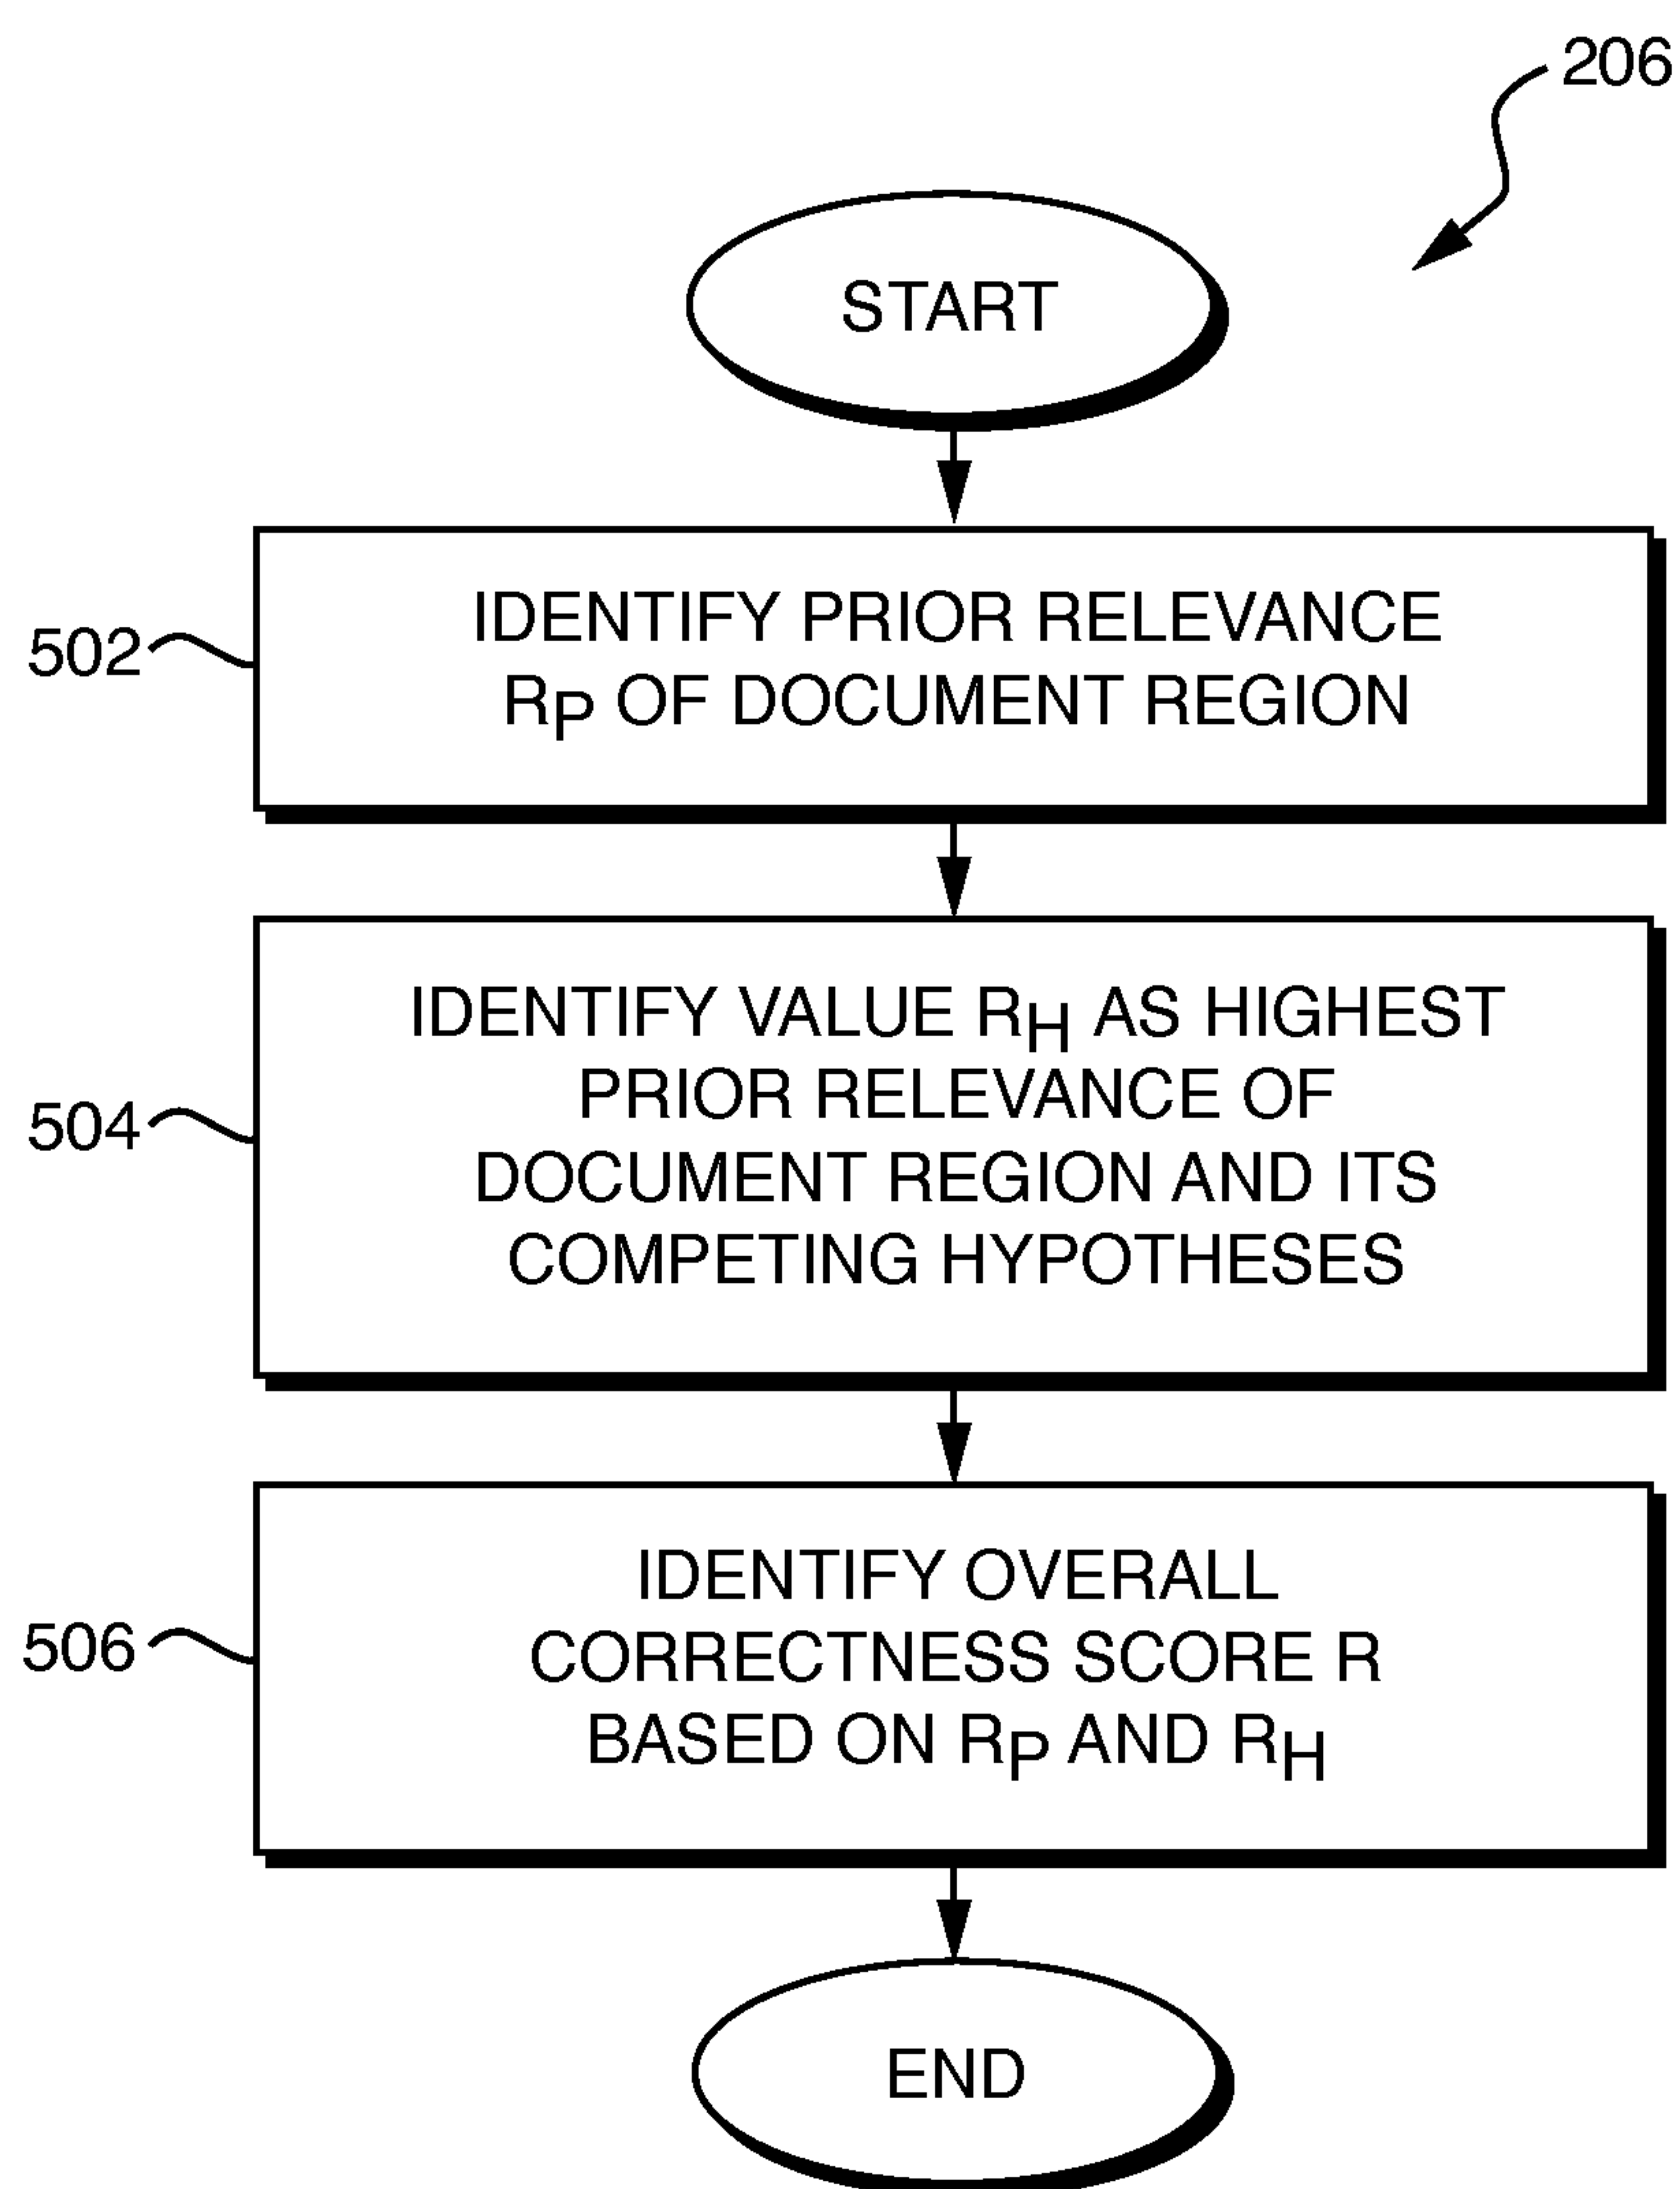 206
START
502
IDENTIFY PRIOR RELEVANCE
RP OF DOCUMENT REGION
504
IDENTIFY VALUE RH AS HIGHEST
PRIOR RELEVANCE OF
DOCUMENT REGION AND ITS
COMPETING HYPOTHESES
506
IDENTIFY OVERALL
CORRECTNESS SCORE R
BASED ON RP AND RH
END